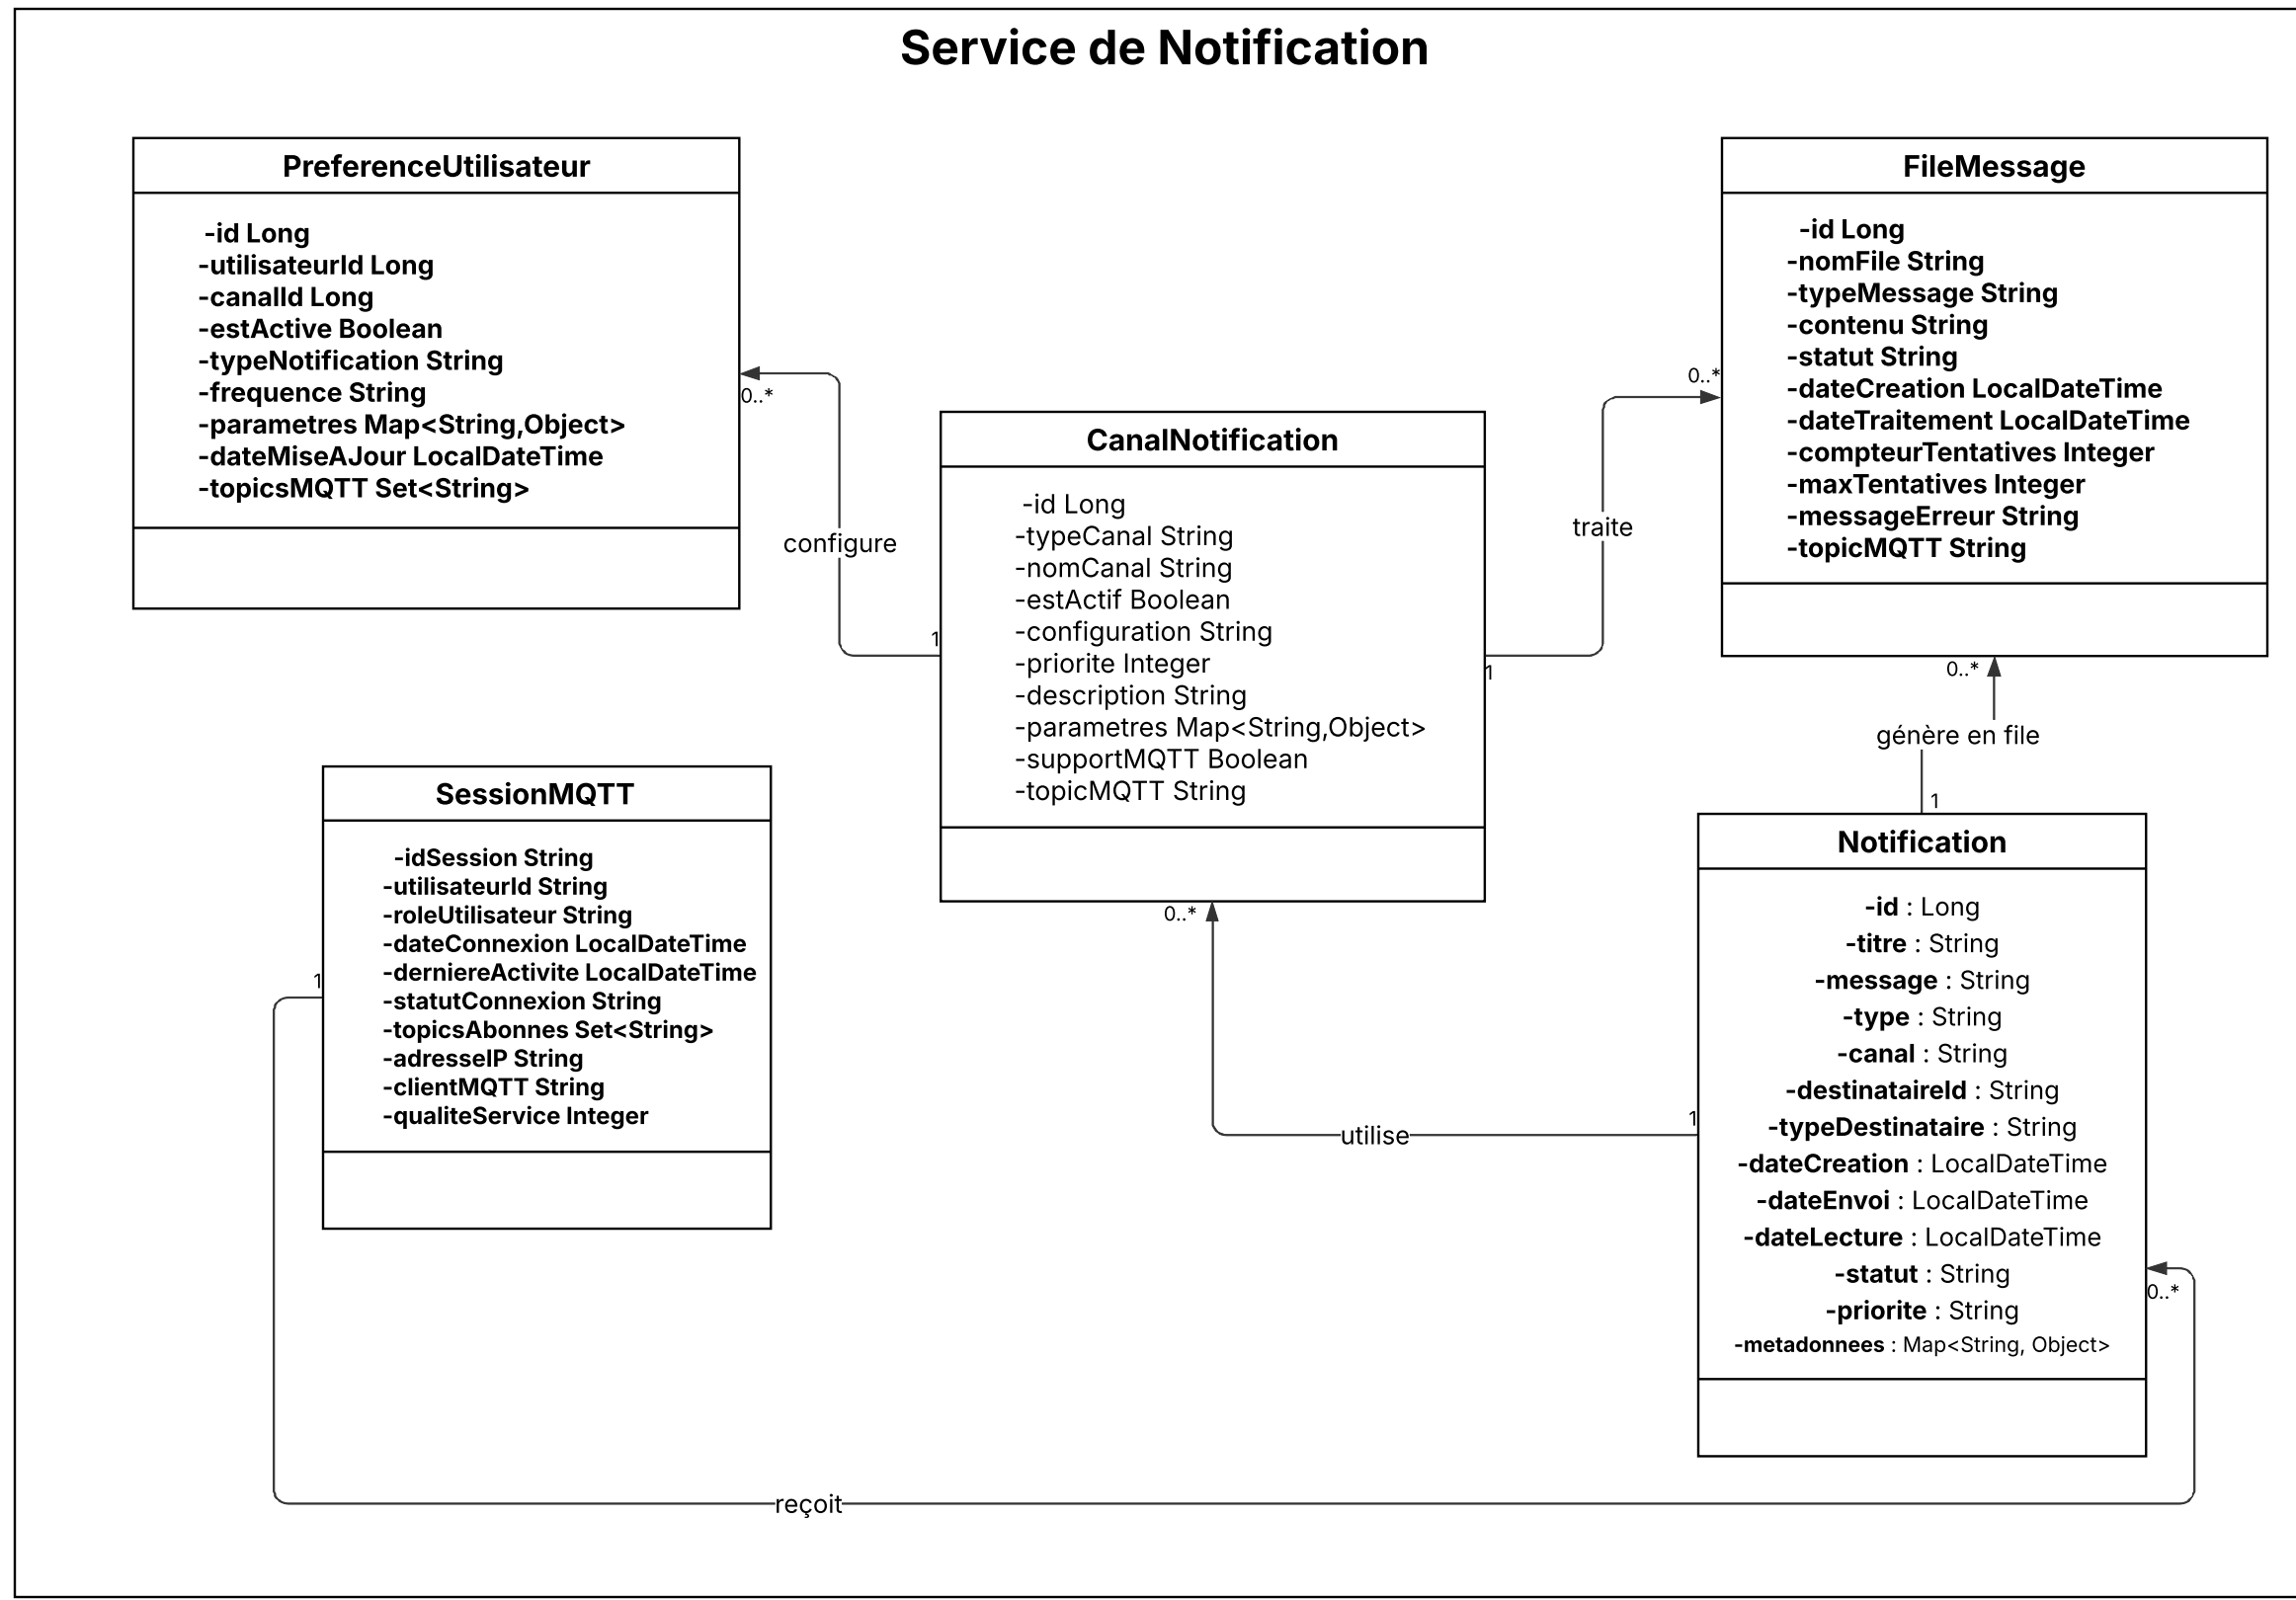 Service de Notification
PreferenceUtilisateur
-id Long
-utilisateurId Long
-canalId Long
-estActive Boolean
-typeNotification String
-frequence String
-parametres Map<String,Object>
-dateMiseAJour LocalDateTime
-topicsMQTT Set<String>
0..*
configure
1
CanalNotification
-id Long
-typeCanal String
-nomCanal String
-estActif Boolean
-configuration String
-priorite Integer
-description String
-parametres Map<String,Object>
-supportMQTT Boolean
-topicMQTT String
1
traite
0..*
FileMessage
-id Long
-nomFile String
-typeMessage String
-contenu String
-statut String
-dateCreation LocalDateTime
-dateTraitement LocalDateTime
-compteurTentatives Integer
-maxTentatives Integer
-messageErreur String
-topicMQTT String
0..*
génère en file
1
SessionMQTT
-idSession String
-utilisateurId String
-roleUtilisateur String
-dateConnexion LocalDateTime
-derniereActivite LocalDateTime
-statutConnexion String
-topicsAbonnes Set<String>
-adresseIP String
-clientMQTT String
-qualiteService Integer
1
0..*
utilise
1
Notification
-id : Long
-titre : String
-message : String
-type : String
-canal : String
-destinataireId : String
-typeDestinataire : String
-dateCreation : LocalDateTime
-dateEnvoi : LocalDateTime
-dateLecture : LocalDateTime
-statut : String
-priorite : String
-metadonnees : Map<String, Object>
0..*
reçoit